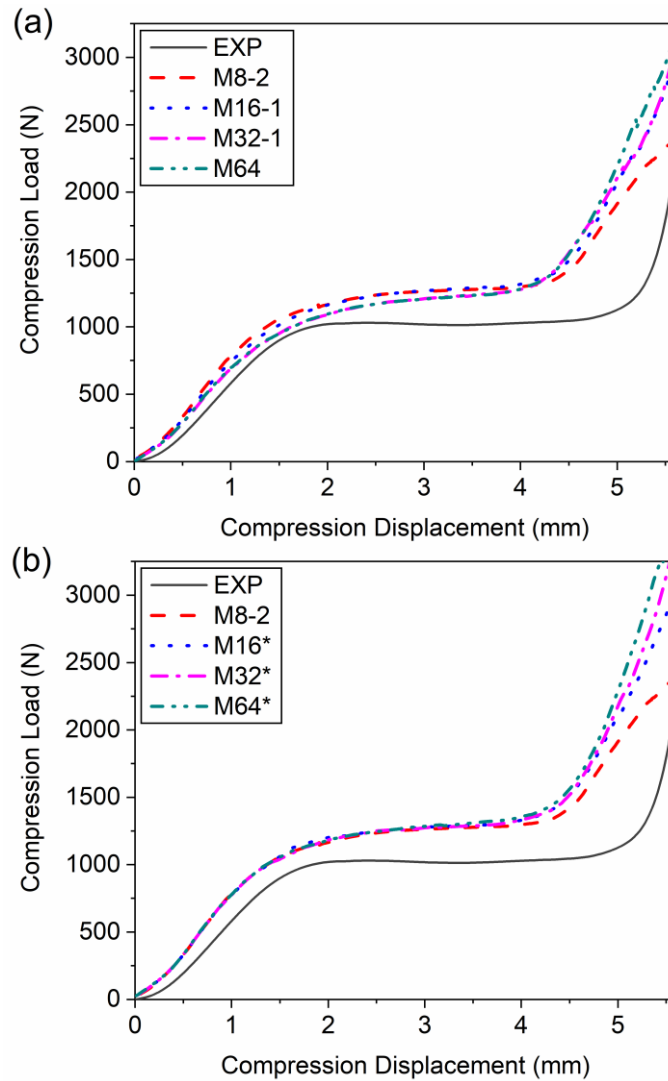 (a)
EXP
M8-2
M16-1
M32-1
M64
3000
2500
2000
1500
1000
500
0
Compression Load (N)
0 1 2 3 4 5
Compression Displacement (mm)
(b)
EXP
M8-2
M16*
M32*
M64*
3000
2500
2000
1500
1000
500
0
Compression Load (N)
0 1 2 3 4 5
Compression Displacement (mm)